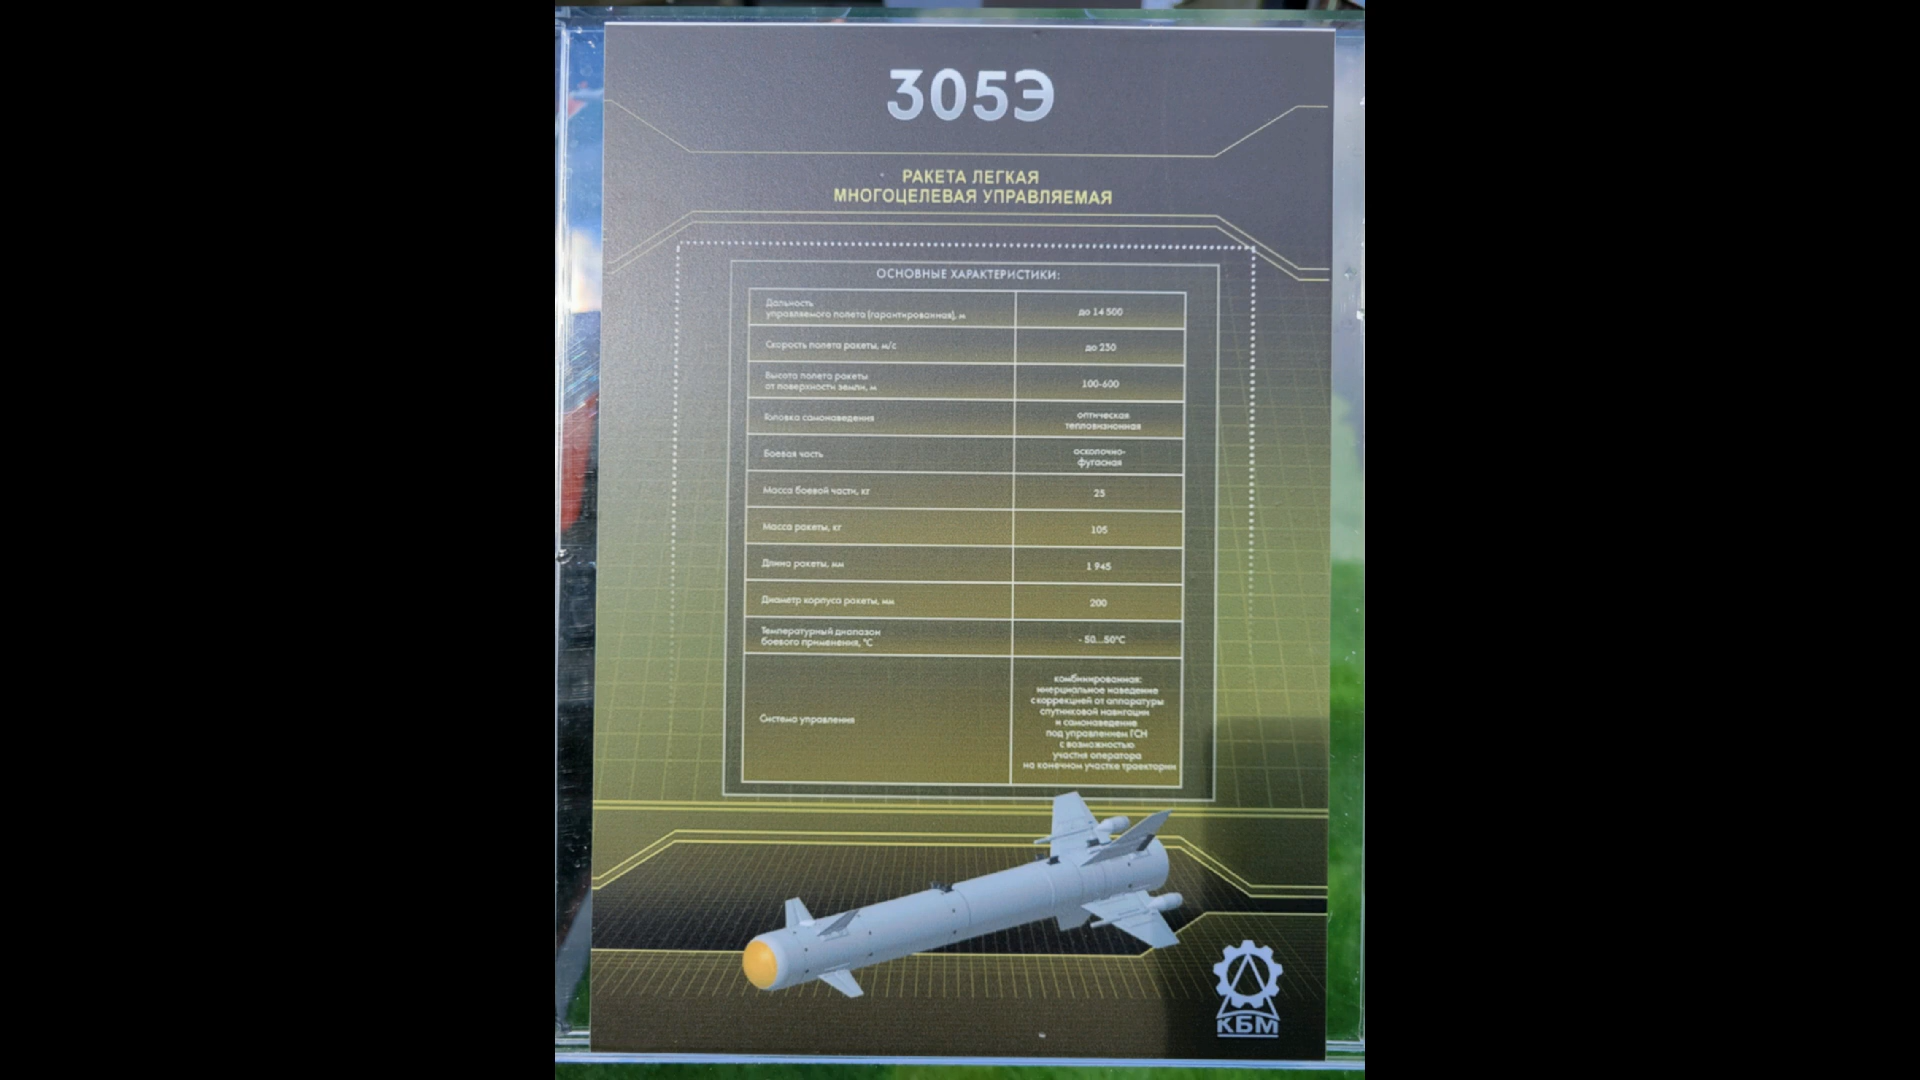 305Э
РАКЕТА ЛЕГКАЯ
МНОГОЦЕЛЕВАЯ УПРАВЛЯЕМАЯ
ОСНОВНЫЕ ХАРАКТЕРИСТИКИ:
Дальность
управляемого полета (гарантированная), м
до 14 500
Скорость полета ракеты, м/с
до 230
Высота полета ракеты
от поверхности земли, м
100-600
Головка самонаведения
оптическая
тепловизионная
Боевая часть
осколочно-
фугасная
Масса боевой части, кг
25
Масса ракеты, кг
105
Длина ракеты, мм
1 945
Диаметр корпуса ракеты, мм
200
Температурный диапазон
боевого применения, °С
- 50...50°С
Система управления
комбинированная:
инерциальное наведение
с коррекцией от аппаратуры
спутниковой навигации
и самонаведение
под управлением ГСН
с возможностью
участия оператора
на конечном участке траектории
КБМ